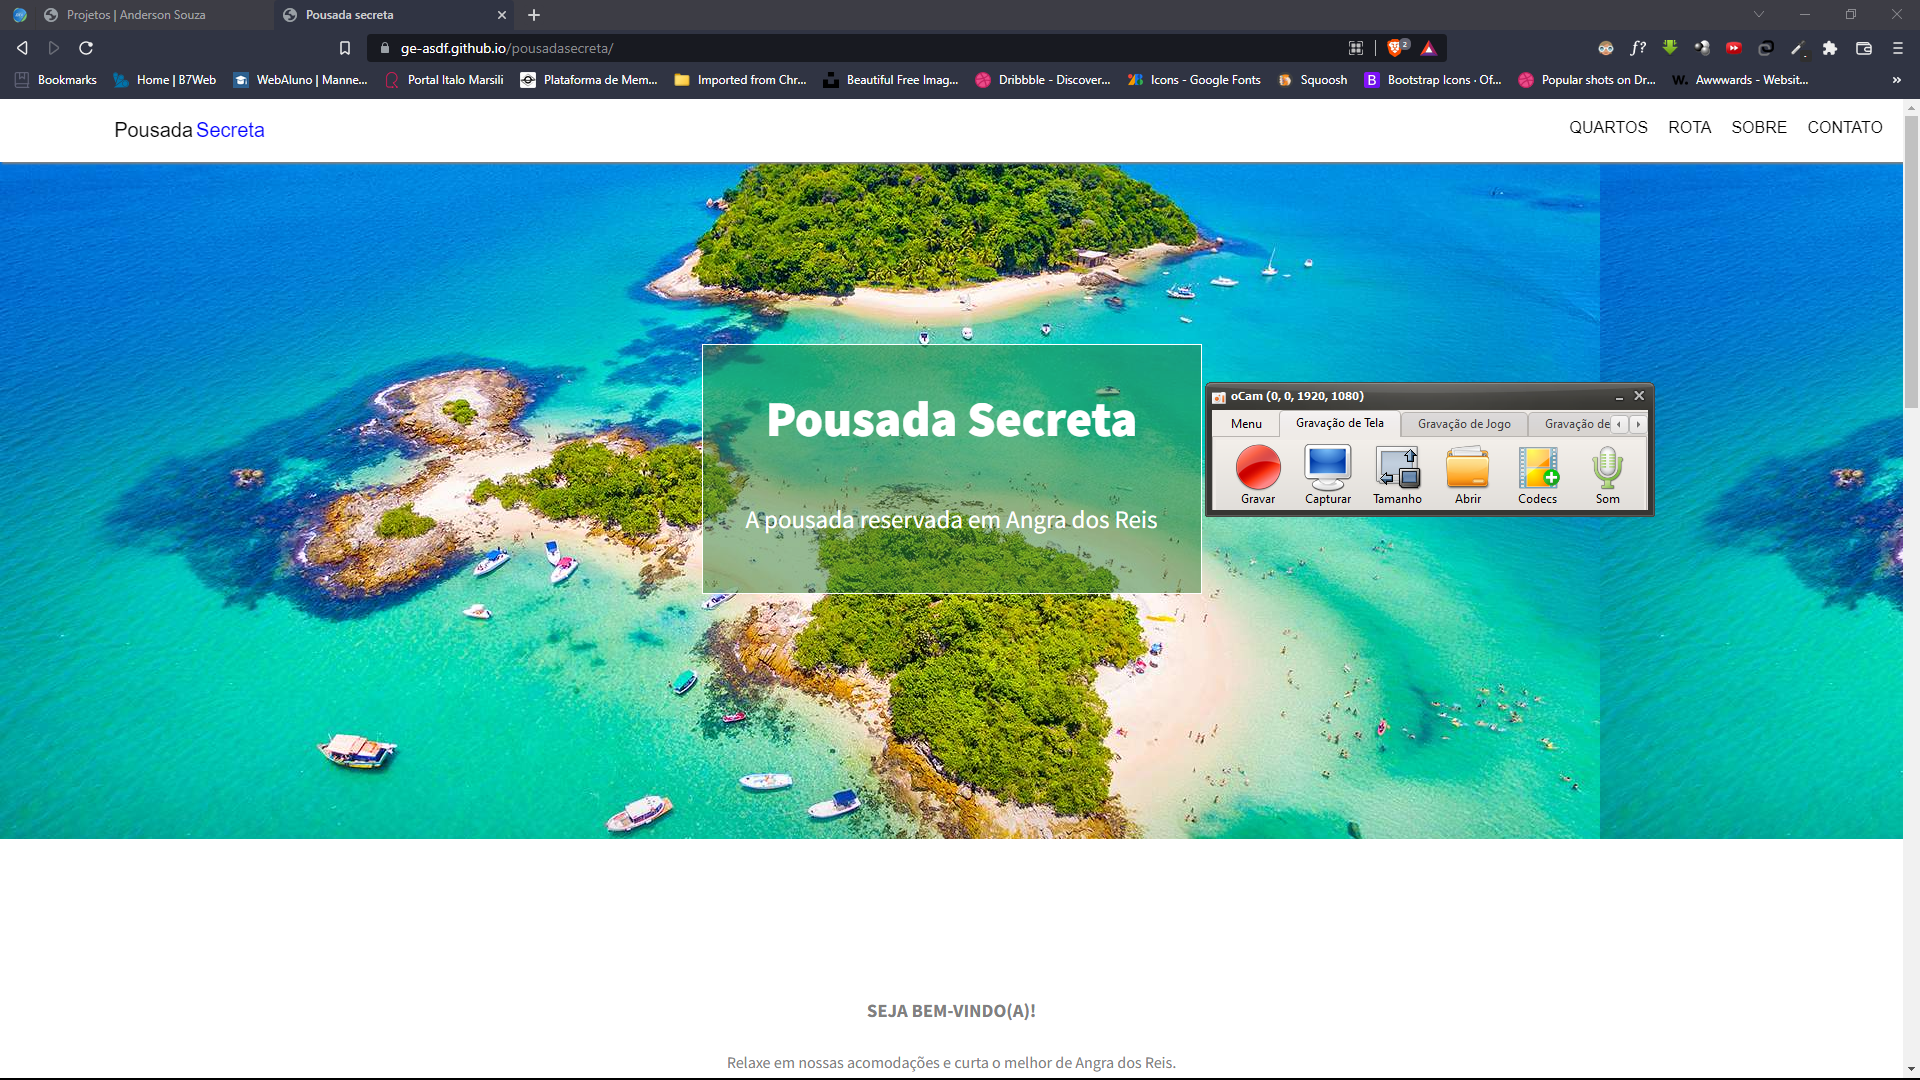 Projetos | Anderson Souza
Pousada secreta
ge-asdf.github.io/pousadasecreta/
2
f?
Bookmarks
Home | B7Web
WebAluno | Manne...
Portal Italo Marsili
Plataforma de Mem...
Imported from Chr...
Beautiful Free Imag...
Dribbble - Discover...
Icons - Google Fonts
Squoosh
B
Bootstrap Icons · Of...
Popular shots on Dr...
W.
Awwwards - Websit...
»
Pousada Secreta
QUARTOS
ROTA
SOBRE
CONTATO
Pousada Secreta
A pousada reservada em Angra dos Reis
oCam (0, 0, 1920, 1080)
Menu
Gravação de Tela
Gravação de Jogo
Gravação de
Gravar
Capturar
Tamanho
Abrir
Codecs
Som
SEJA BEM-VINDO(A)!
Relaxe em nossas acomodações e curta o melhor de Angra dos Reis.